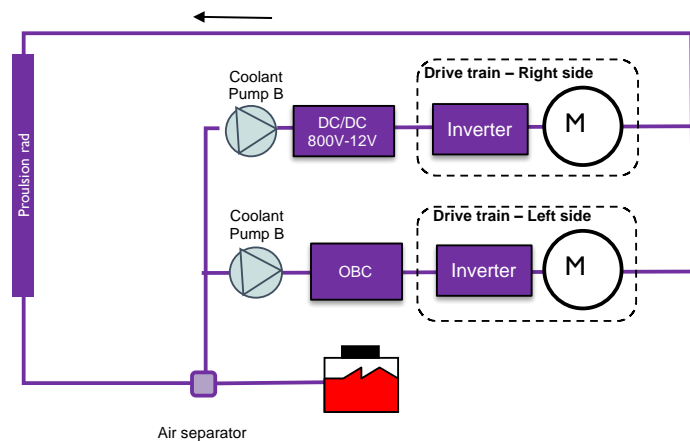 Coolant
Pump B
Drive train – Right side
DC/DC
800V-12V
Inverter
M
Proulsion rad
Coolant
Pump B
Drive train – Left side
OBC
Inverter
M
Air separator